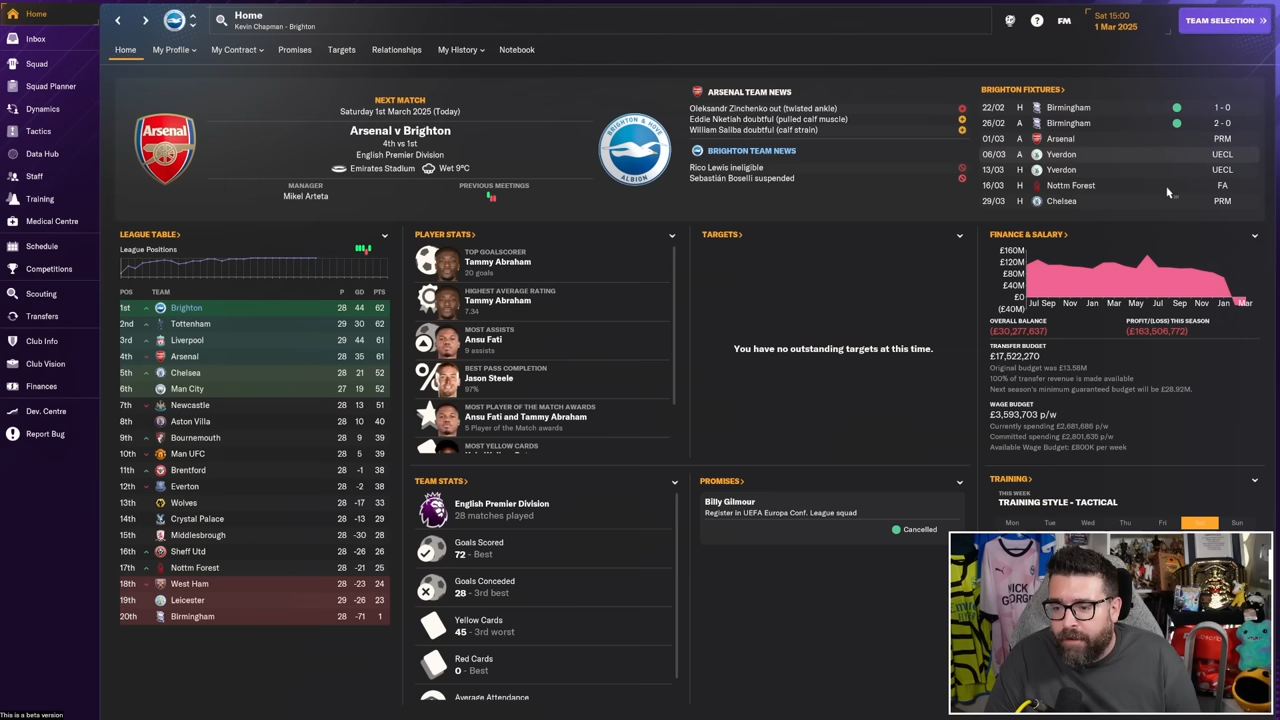 Home
Home
Kevin Chapman - Brighton
Sat 15:00
1 Mar 2025
TEAM SELECTION
Inbox
Squad
Squad Planner
Dynamics
Tactics
Data Hub
Staff
Training
Medical Centre
Schedule
Competitions
Scouting
Transfers
Club Info
Club Vision
Finances
Dev. Centre
Report Bug
This is a beta version
Home
My Profile
My Contract
Promises
Targets
Relationships
My History
Notebook
FM
Arsenal
NEXT MATCH
Saturday 1st March 2025 (Today)
Arsenal v Brighton
4th vs 1st
English Premier Division
Emirates Stadium
Wet 9°C
MANAGER
Mikel Arteta
PREVIOUS MEETINGS
BRIGHTON & HOVE
ALBION
ARSENAL TEAM NEWS
Oleksandr Zinchenko out (twisted ankle)
Eddie Nketiah doubtful (pulled calf muscle)
William Saliba doubtful (calf strain)
BRIGHTON TEAM NEWS
Rico Lewis ineligible
Sebastián Boselli suspended
BRIGHTON FIXTURES
22/02 H Birmingham 1 - 0
26/02 A Birmingham 2 - 0
01/03 A Arsenal PRM
06/03 A Yverdon UECL
13/03 H Yverdon UECL
16/03 H Nottm Forest FA
29/03 H Chelsea PRM
LEAGUE TABLE
League Positions
POS TEAM P GD PTS
1st Brighton 28 44 62
2nd Tottenham 29 30 62
3rd Liverpool 29 44 61
4th Arsenal 28 35 61
5th Chelsea 28 21 52
6th Man City 27 19 52
7th Newcastle 28 13 51
8th Aston Villa 28 10 40
9th Bournemouth 28 9 39
10th Man UFC 28 5 39
11th Brentford 28 -1 38
12th Everton 28 -2 38
13th Wolves 28 -17 33
14th Crystal Palace 28 -13 29
15th Middlesbrough 28 -30 28
16th Sheff Utd 28 -26 26
17th Nottm Forest 28 -21 25
18th West Ham 28 -23 24
19th Leicester 28 -26 23
20th Birmingham 28 -71 1
PLAYER STATS
TOP GOALSCORER
Tammy Abraham
20 goals
HIGHEST AVERAGE RATING
Tammy Abraham
7.34
MOST ASSISTS
Ansu Fati
9 assists
BEST PASS COMPLETION
Jason Steele
97%
MOST PLAYER OF THE MATCH AWARDS
Ansu Fati and Tammy Abraham
5 Player of the Match awards
MOST YELLOW CARDS
TEAM STATS
English Premier Division
28 matches played
Goals Scored
72 - Best
Goals Conceded
28 - 3rd best
Yellow Cards
45 - 3rd worst
Red Cards
0 - Best
Average Attendance
TARGETS
You have no outstanding targets at this time.
PROMISES
Billy Gilmour
Register in UEFA Europa Conf. League squad
Cancelled
FINANCE & SALARY
£160M
£120M
£80M
£40M
£0
(£40M)
Jul Sep Nov Jan Mar May Jul Sep Nov Jan Mar
OVERALL BALANCE
(£30,277,637)
PROFIT/(LOSS) THIS SEASON
(£163,506,772)
TRANSFER BUDGET
£17,522,270
Original budget was £13.58M
100% of transfer revenue is made available
Next season's minimum guaranteed budget will be £28.92M.
WAGE BUDGET
£3,593,703 p/w
Currently spending £2,681,686 p/w
Committed spending £2,801,635 p/w
Available Wage Budget: £800K per week
TRAINING
THIS WEEK
TRAINING STYLE - TACTICAL
Mon Tue Wed Thu Fri Sat Sun